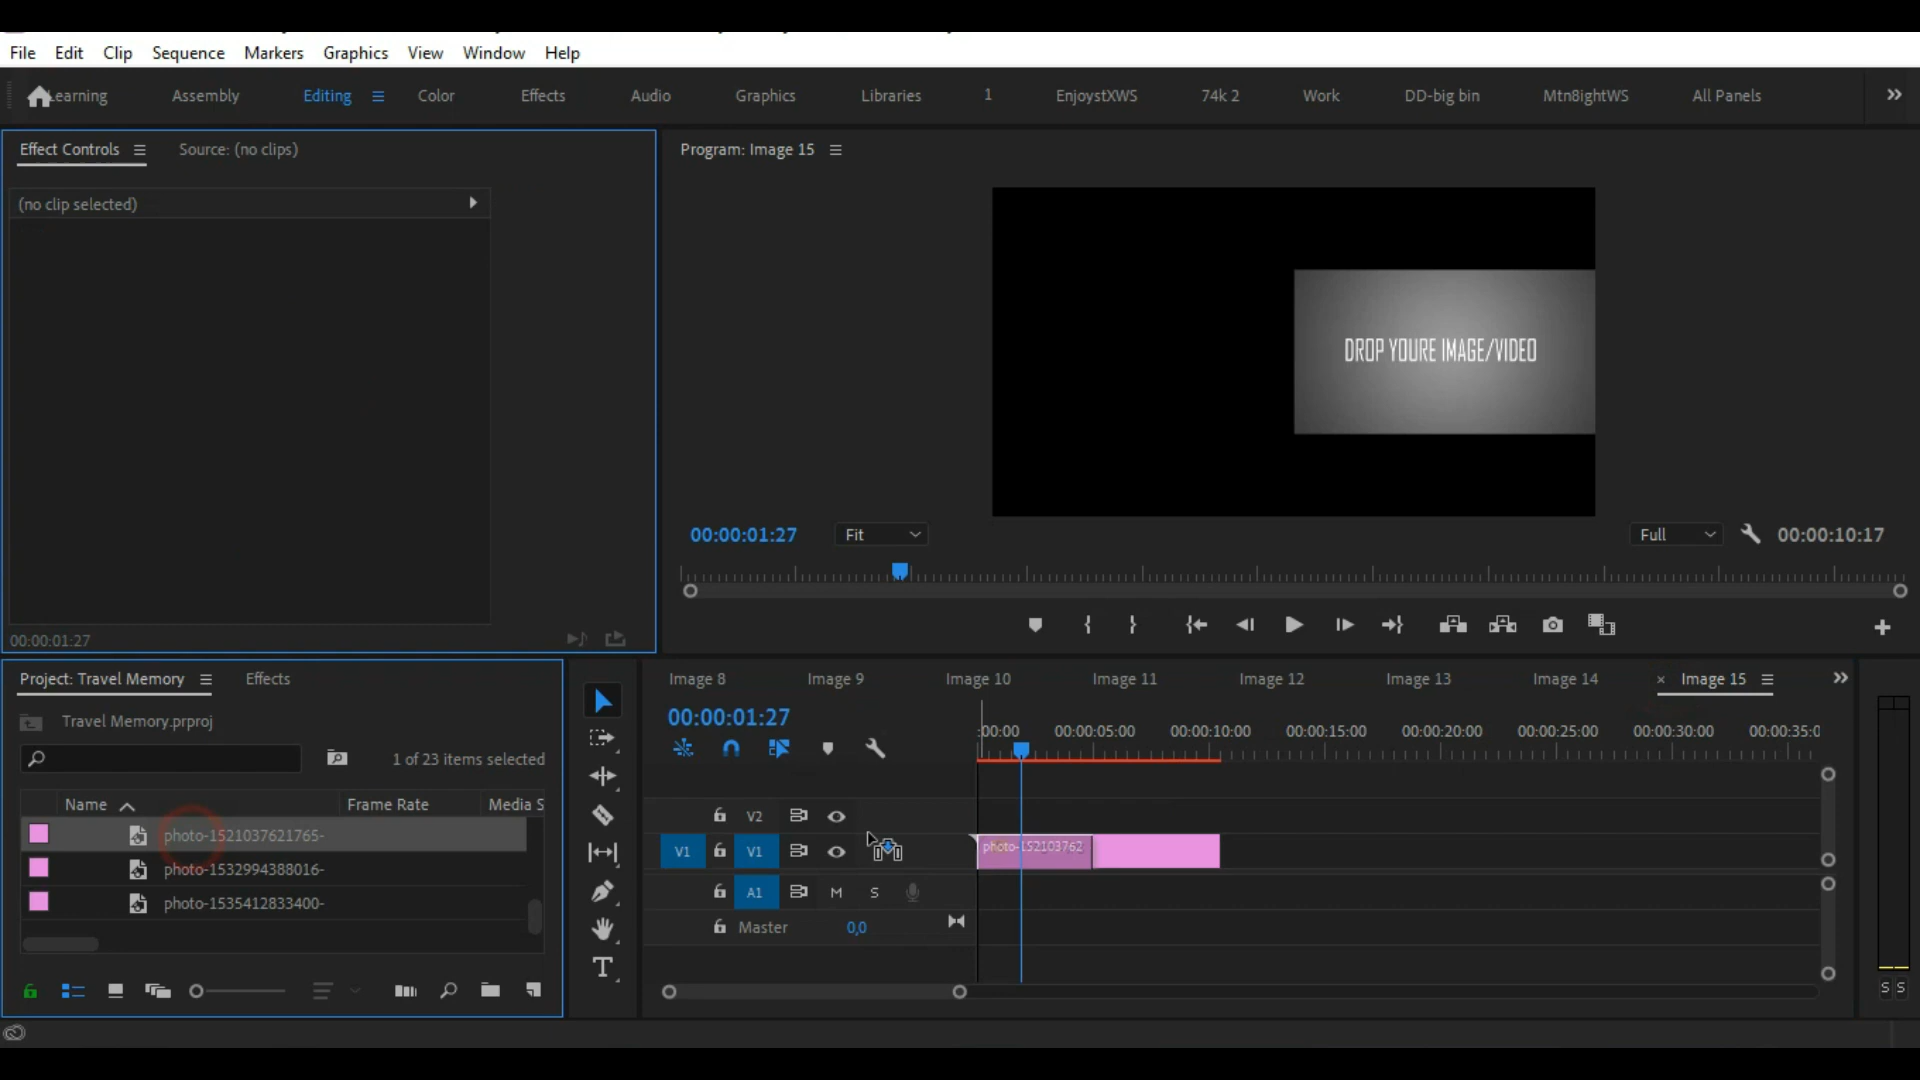 File Edit Clip Sequence Markers Graphics View Window Help
earning Assembly Editing Color Effects Audio Graphics Libraries 1 EnjoystXWS 74k 2 Work DD-big bin Mtn8ightWS All Panels
Effect Controls Source: (no clips)
(no clip selected)
00:00:01:27
Program: Image 15
DROP YOURE IMAGE/VIDEO
00:00:01:27 Fit Full 00:00:10:17
Project: Travel Memory Effects
Travel Memory.prproj
1 of 23 items selected
Name Frame Rate Media S
photo-1521037621765-
photo-1532994388016-
photo-1535412833400-
Image 8 Image 9 Image 10 Image 11 Image 12 Image 13 Image 14 Image 15
00:00:01:27
:00:00 00:00:05:00 00:00:10:00 00:00:15:00 00:00:20:00 00:00:25:00 00:00:30:00 00:00:35:0
V2
V1 V1 photo-152103762
A1 M S
Master 0,0
S S